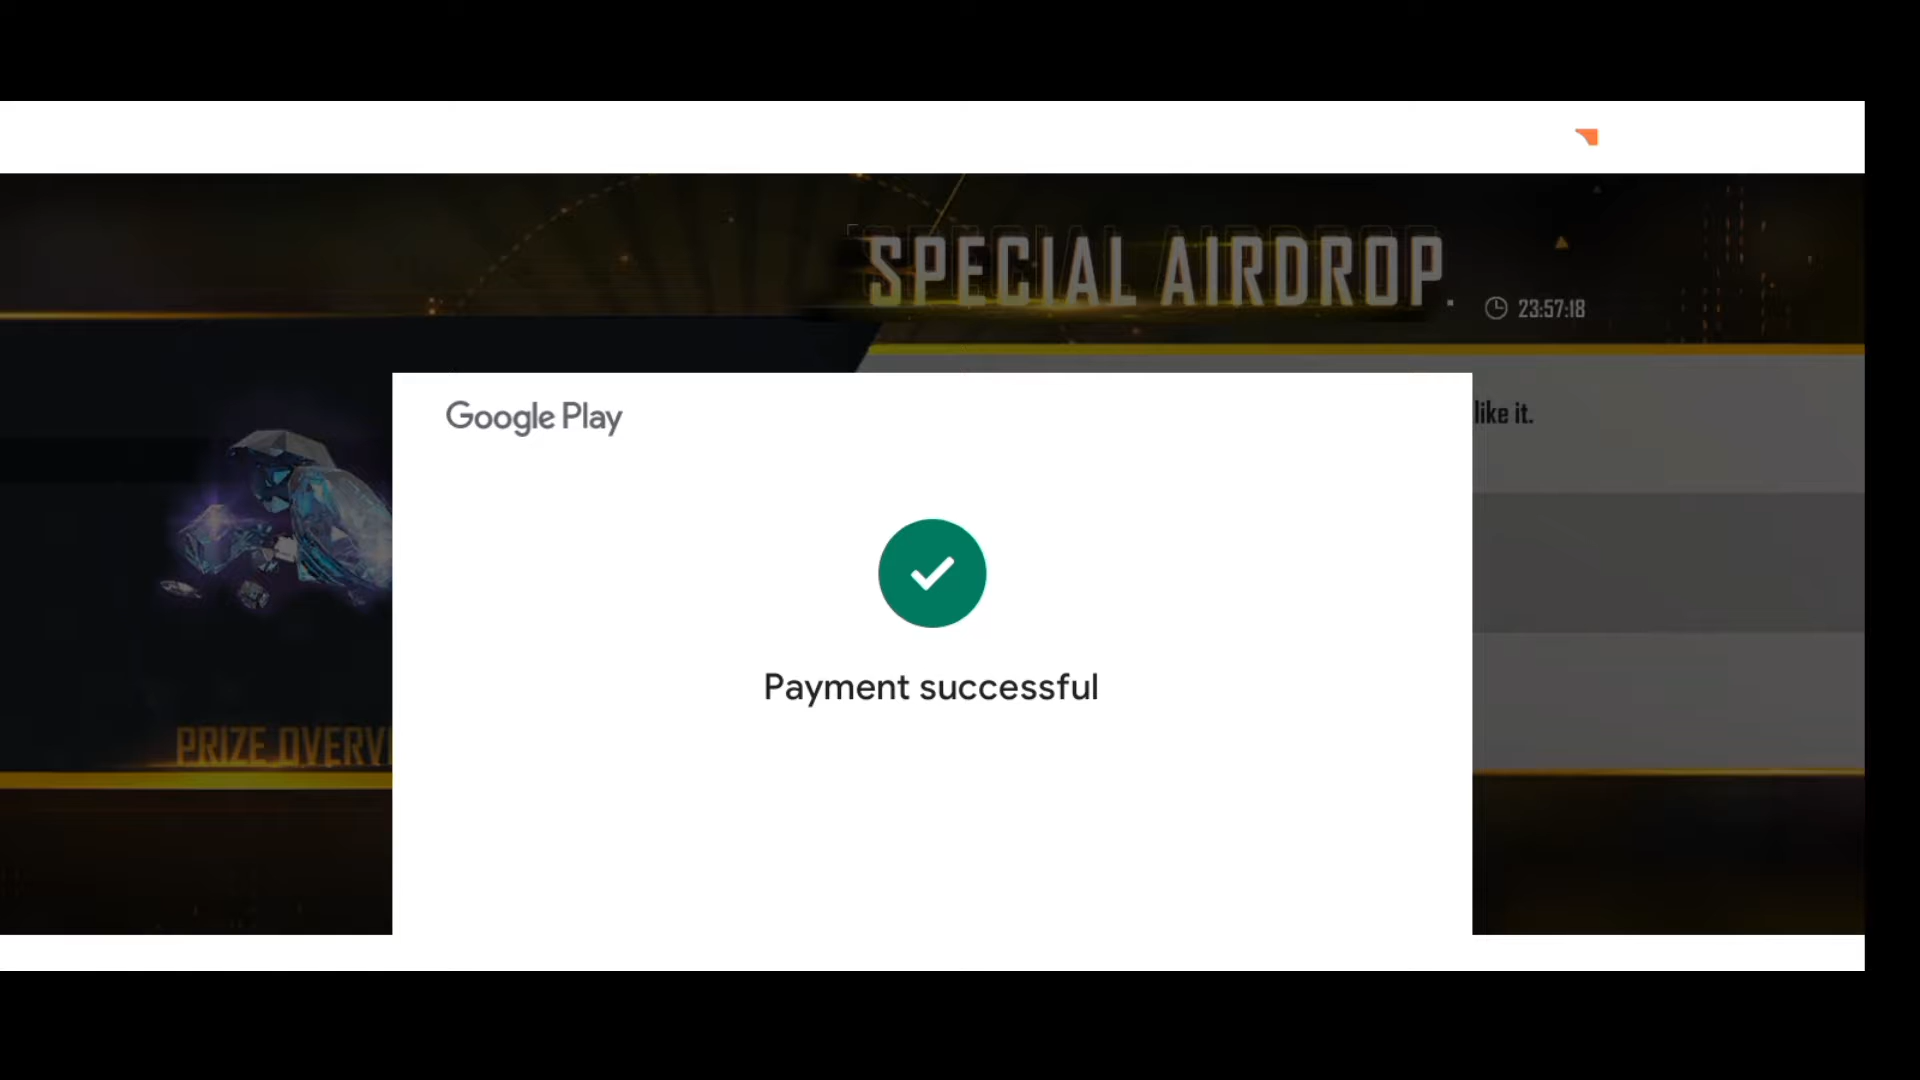 SPECIAL AIRDROP.
23:57:18
like it.
Google Play
Payment successful
PRIZE OVERV